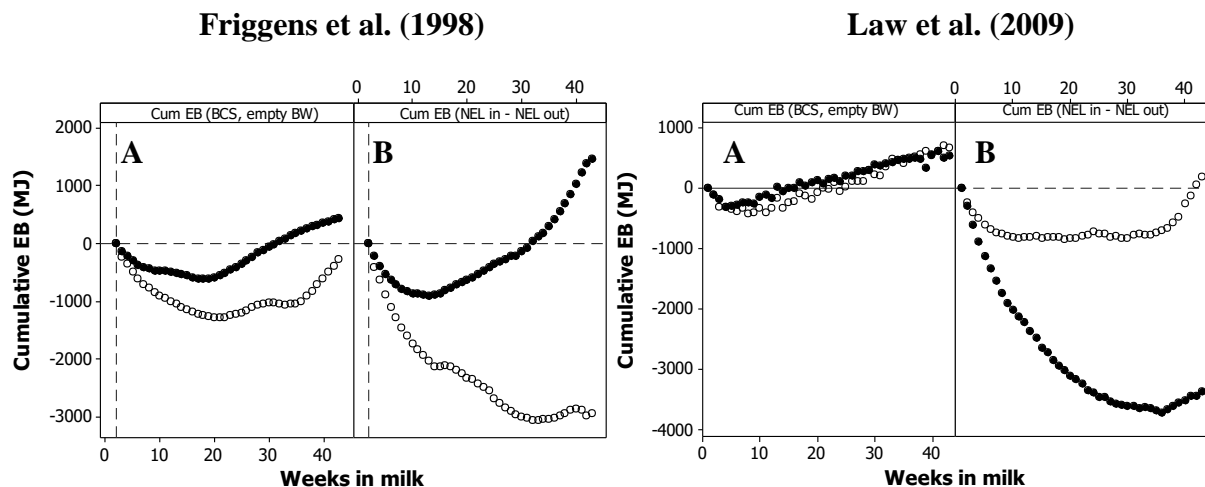 Friggens et al. (1998)
Law et al. (2009)
0 10 20 30 40
Cum EB (BCS, empty BW)
Cum EB (NEL in - NEL out)
A
B
2000
1000
0
-1000
-2000
-3000
Cumulative EB (MJ)
0 10 20 30 40
Weeks in milk
0 10 20 30 40
Cum EB (BCS, empty BW)
Cum EB (NEL in - NEL out)
A
B
1000
0
-1000
-2000
-3000
-4000
Cumulative EB (MJ)
0 10 20 30 40
Weeks in milk